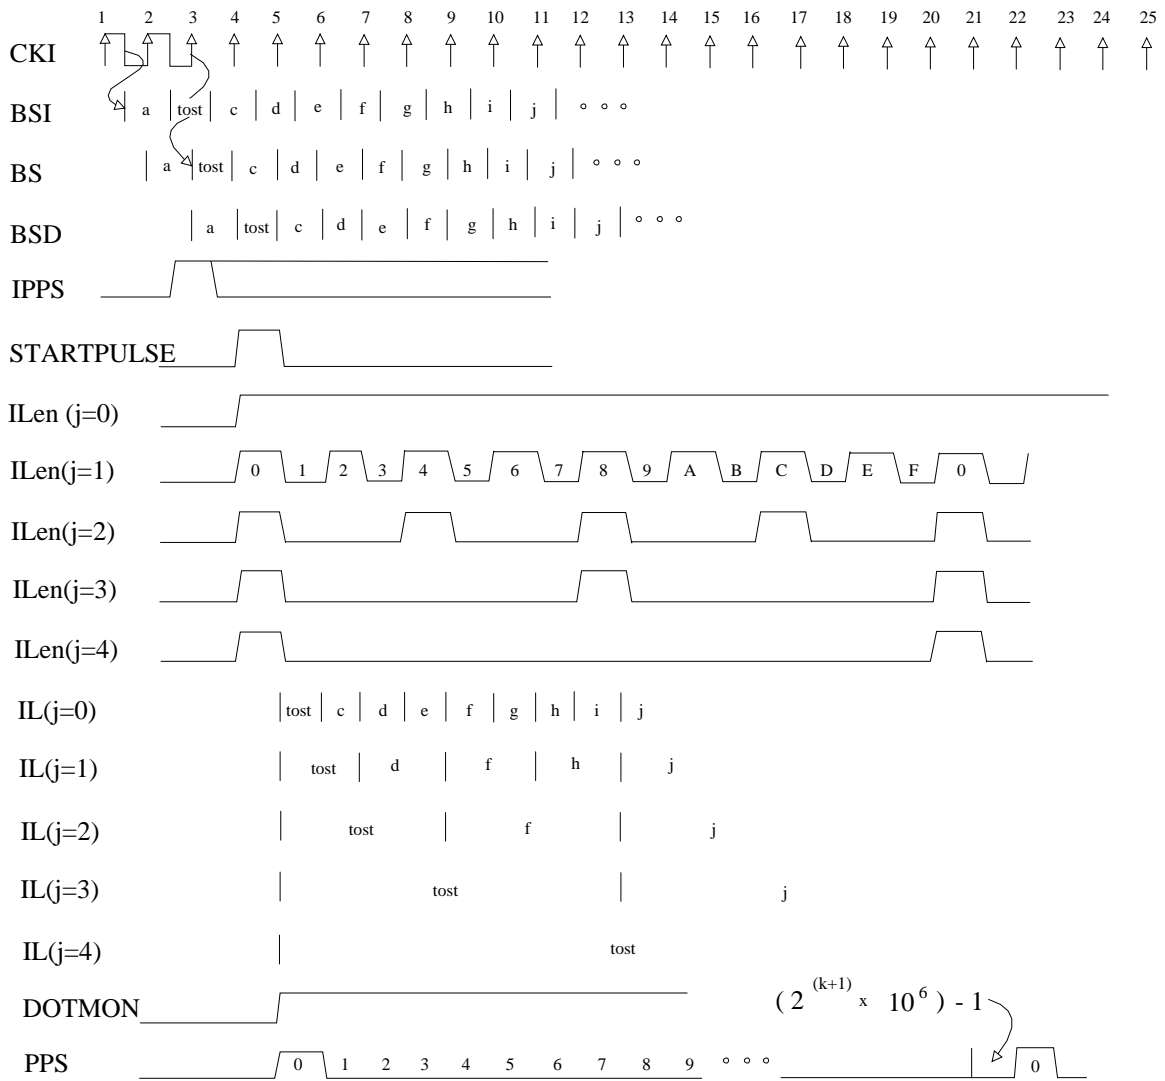 1 2 3 4 5 6 7 8 9 10 11 12 13 14 15 16 17 18 19 20 21 22 23 24 25
CKI
BSI a tost c d e f g h i j
BS a tost c d e f g h i j
BSD a tost c d e f g h i j
IPPS
STARTPULSE
ILen (j=0)
ILen(j=1) 0 1 2 3 4 5 6 7 8 9 A B C D E F 0
ILen(j=2)
ILen(j=3)
ILen(j=4)
IL(j=0) tost c d e f g h i j
IL(j=1) tost d f h j
IL(j=2) tost f j
IL(j=3) tost j
IL(j=4) tost
DOTMON (2^(k+1) x 10^6) - 1
PPS 0 1 2 3 4 5 6 7 8 9 0